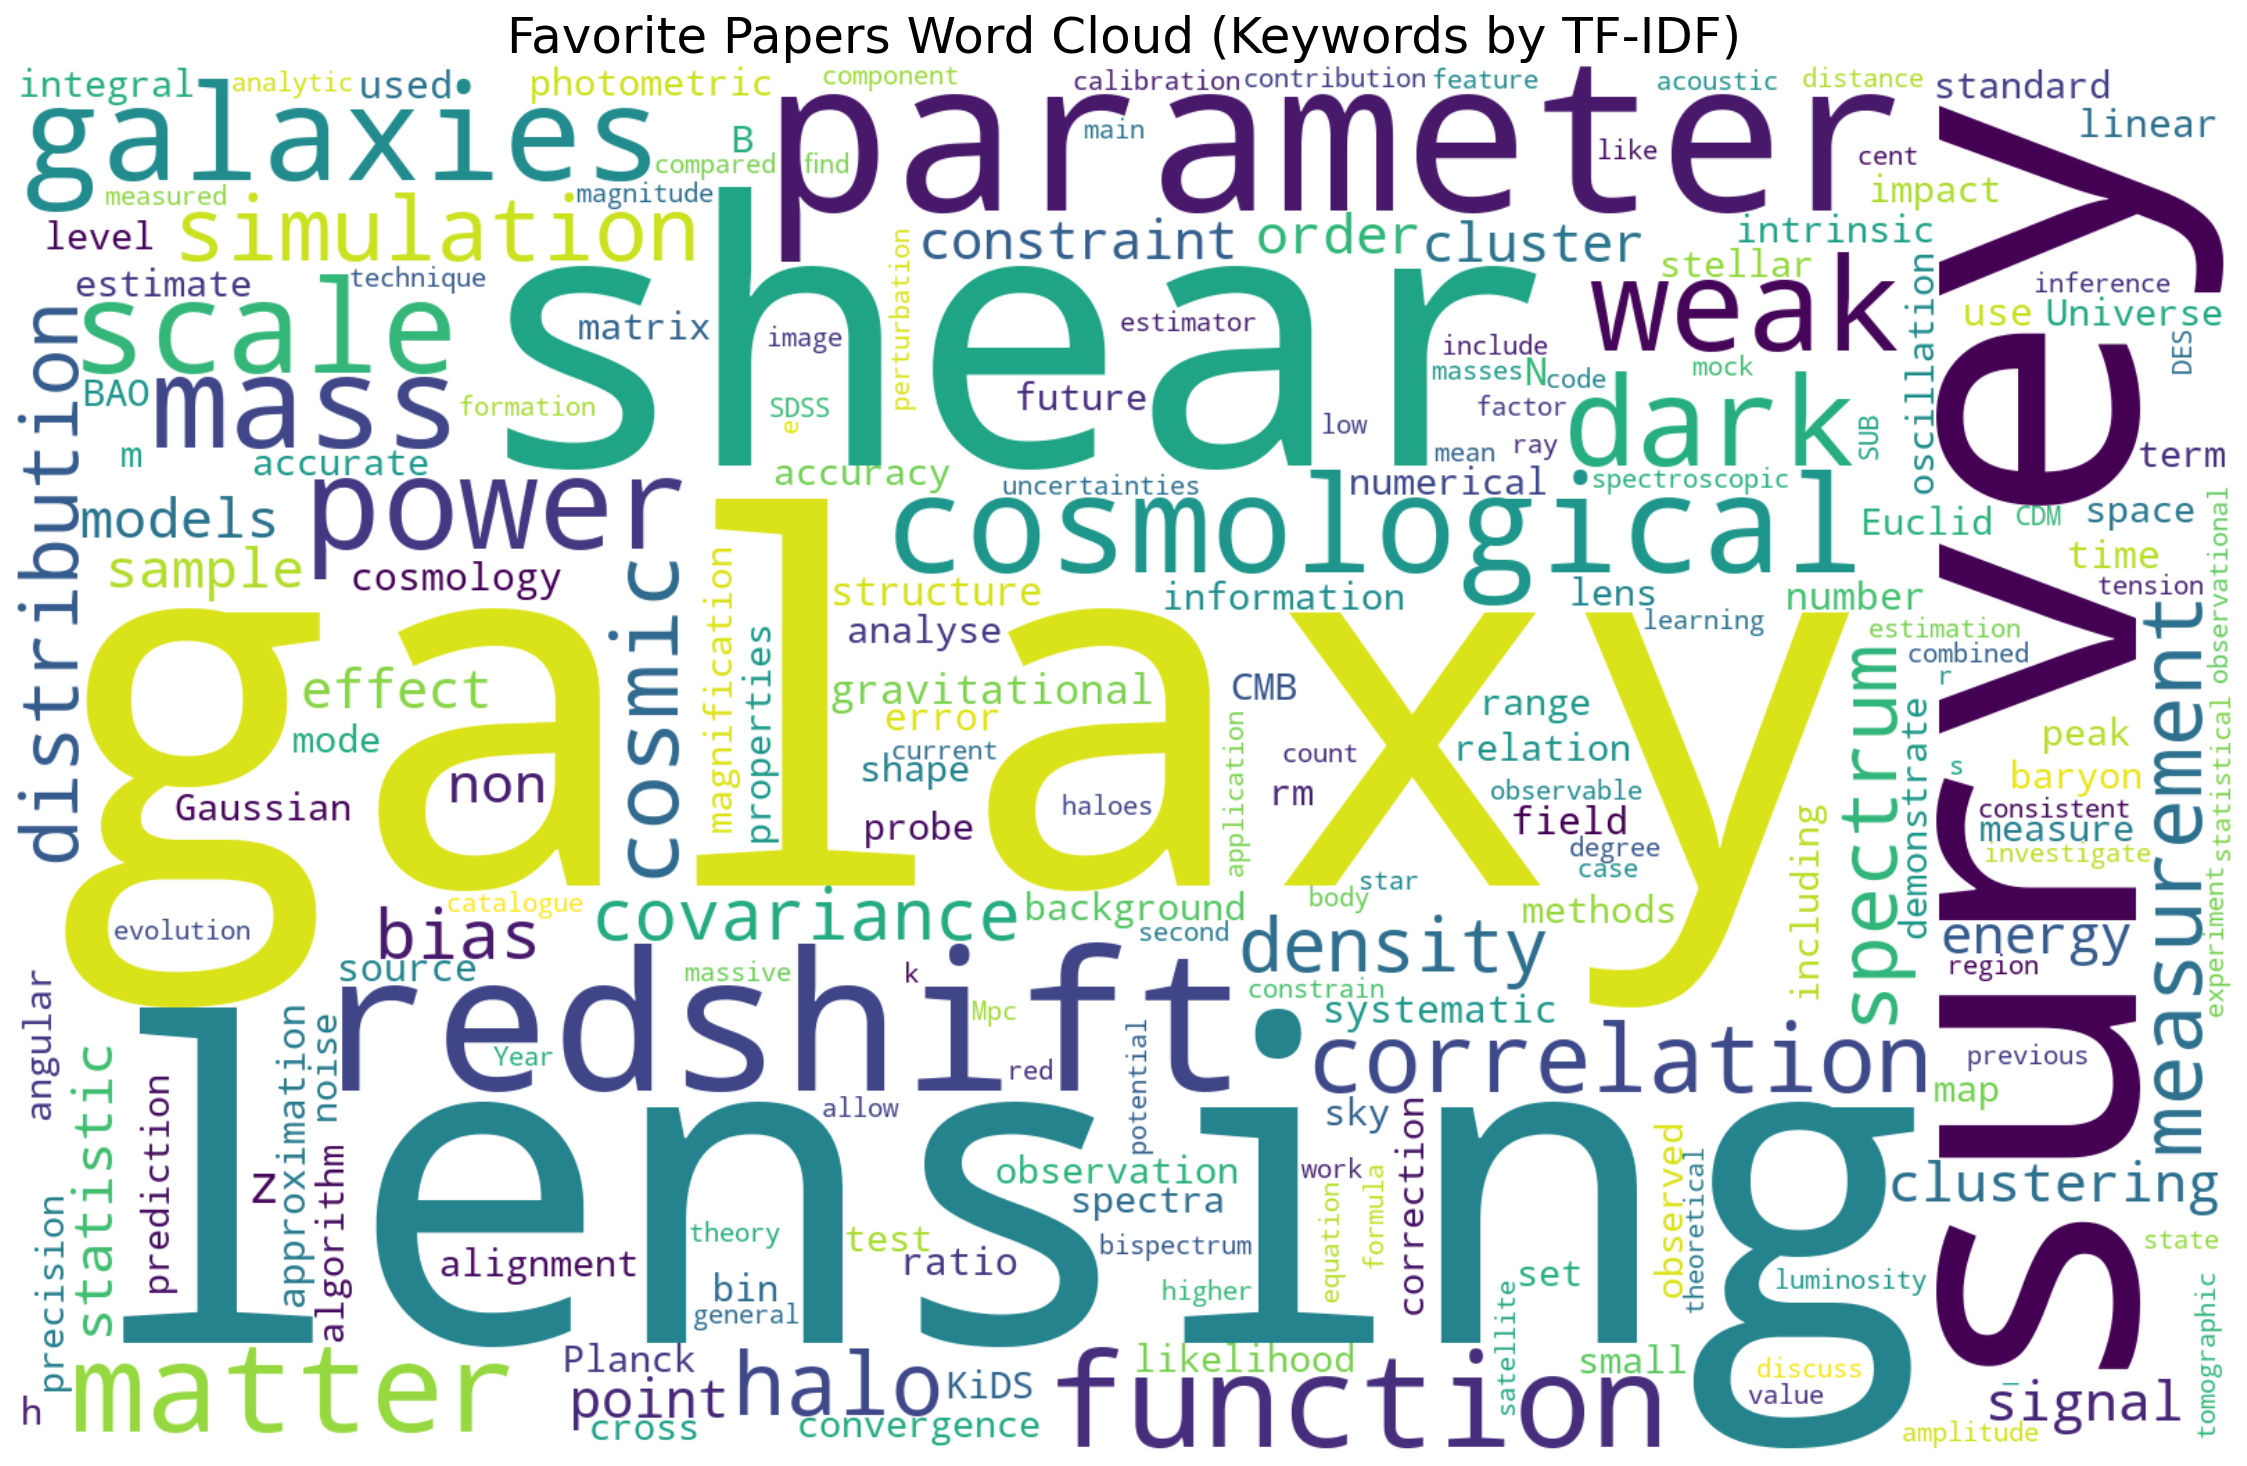 Favorite Papers Word Cloud (Keywords by TF-IDF)
integral
analytic
used
photometric
component
calibration
contribution
feature
acoustic
distance
standard
galaxies
B
parameter
main
like
cent
linear
compared
find
measured
magnitude
impact
simulation
level
constraint
order
cluster
intrinsic
survey
estimate
technique
shear
perturbation
stellar
weak
oscillation
inference
use
Universe
scale
matrix
image
estimator
include
DES
distribution
BAO
mass
formation
SDSS
e
future
masses
N
code
mock
factor
low
dark
SUB
m
accurate
accuracy
mean
ray
term
models
power
uncertainties
numerical
spectroscopic
cosmological
Euclid
CDM
space
sample
cosmology
cosmic
magnification
structure
information
lens
number
time
tension
observational
galaxy
analyse
learning
estimation
combined
r
properties
effect
gravitational
CMB
range
spectrum
measurement
mode
error
current
count
relation
demonstrate
peak
non
shape
application
rm
observable
s
baryon
Gaussian
probe
haloes
field
consistent
measure
degree
case
including
investigate
statistical
evolution
catalogue
star
body
methods
bias
covariance
background
second
density
energy
region
source
massive
k
constrain
experiment
angular
redshift
Mpc
systematic
lensing
approximation
noise
Year
red
potential
correlation
previous
map
statistic
prediction
allow
sky
correction
Z
algorithm
observation
work
observed
theoretical
clustering
precision
spectra
equation
formula
theory
test
bispectrum
state
alignment
ratio
bin
general
higher
set
luminosity
satellite
tomographic
matter
Planck
halo
KiDS
likelihood
small
discuss
value
point
function
signal
h
cross
convergence
amplitude